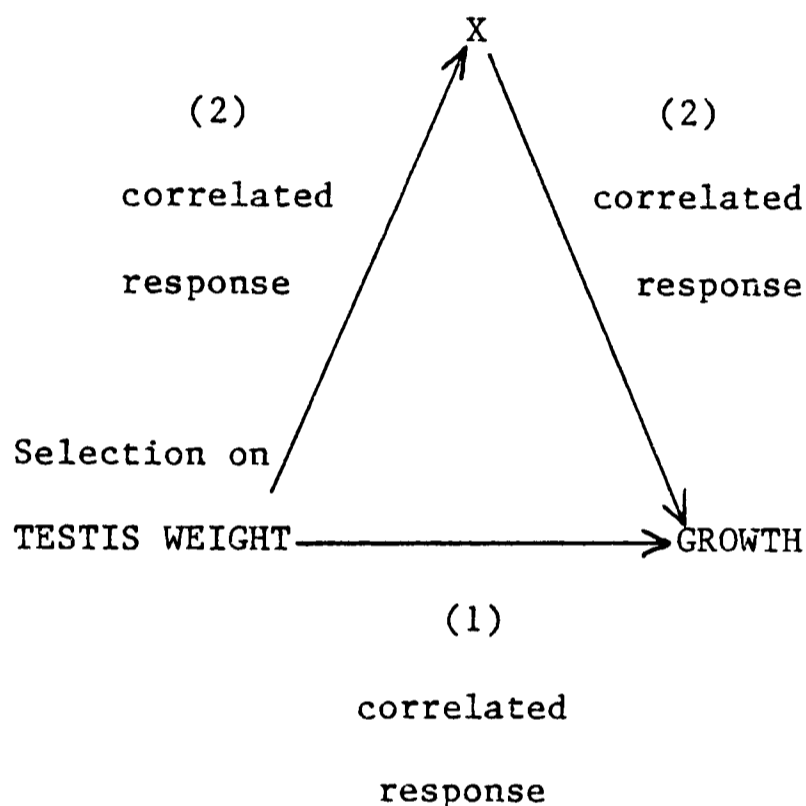 X
(2)
correlated
response
(2)
correlated
response
Selection on
TESTIS WEIGHT
GROWTH
(1)
correlated
response